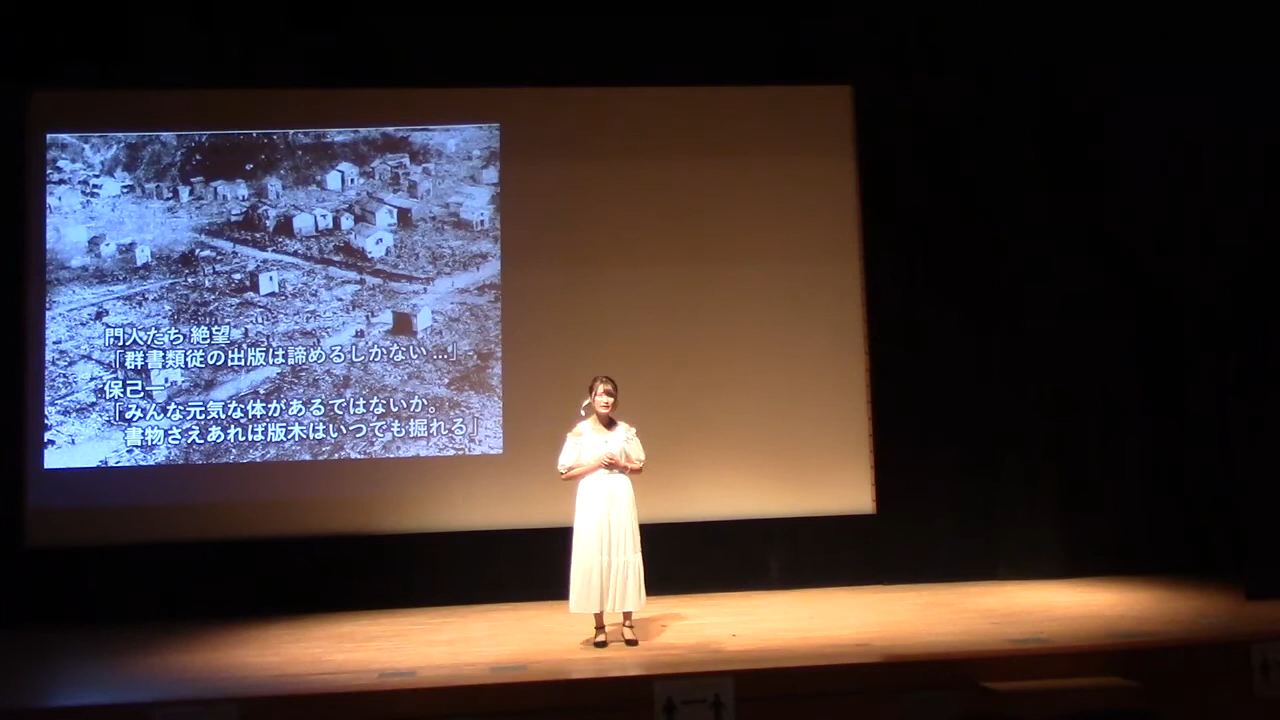 門人たち 絶望
「群書類従の出版は諦めるしかない…」
保己一
「みんな元気な体があるではないか。
書物さえあれば版木はいつでも掘れる」